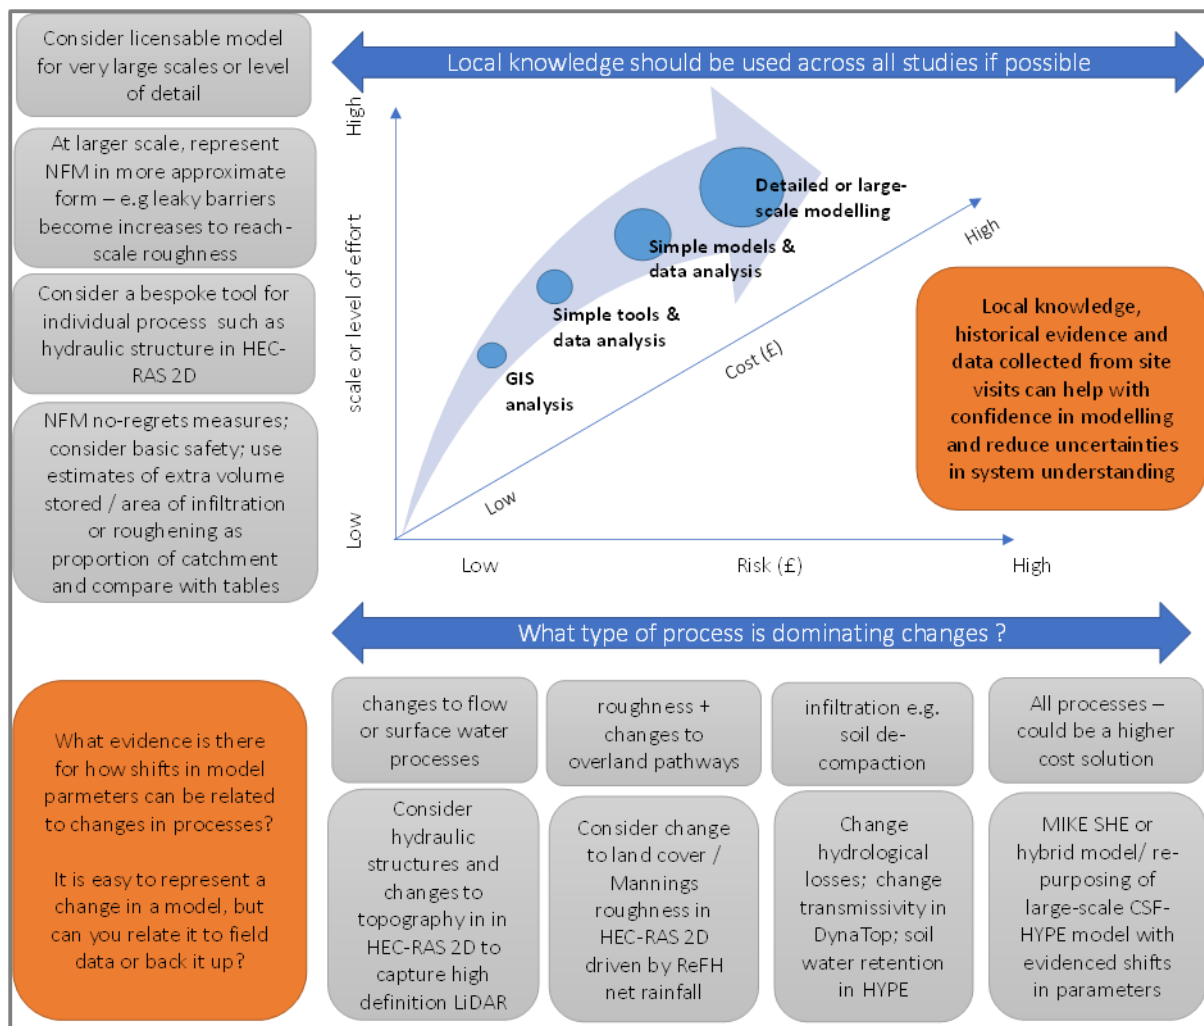 Consider licensable model
for very large scales or level
of detail
At larger scale, represent
NFM in more approximate
form – e.g leaky barriers
become increases to reach-
scale roughness
Consider a bespoke tool for
individual process such as
hydraulic structure in HEC-
RAS 2D
NFM no-regrets measures;
consider basic safety; use
estimates of extra volume
stored / area of infiltration
or roughening as
proportion of catchment
and compare with tables
Local knowledge should be used across all studies if possible
High
scale or level of effort
Low
Detailed or large-
scale modelling
Simple models &
data analysis
Simple tools &
data analysis
GIS
analysis
High
Cost (£)
Low
Low
Risk (£)
High
Local knowledge,
historical evidence and
data collected from site
visits can help with
confidence in modelling
and reduce uncertainties
in system understanding
What type of process is dominating changes ?
What evidence is there
for how shifts in model
parmeters can be related
to changes in processes?
It is easy to represent a
change in a model, but
can you relate it to field
data or back it up?
changes to flow
or surface water
processes
roughness +
changes to
overland pathways
infiltration e.g.
soil de-
compaction
All processes –
could be a higher
cost solution
Consider
hydraulic
structures and
changes to
topography in in
HEC-RAS 2D to
capture high
definition LiDAR
Consider change
to land cover /
Mannings
roughness in
HEC-RAS 2D
driven by ReFH
net rainfall
Change
hydrological
losses; change
transmissivity in
DynaTop; soil
water retention
in HYPE
MIKE SHE or
hybrid model/ re-
purposing of
large-scale CSF-
HYPE model with
evidenced shifts
in parameters